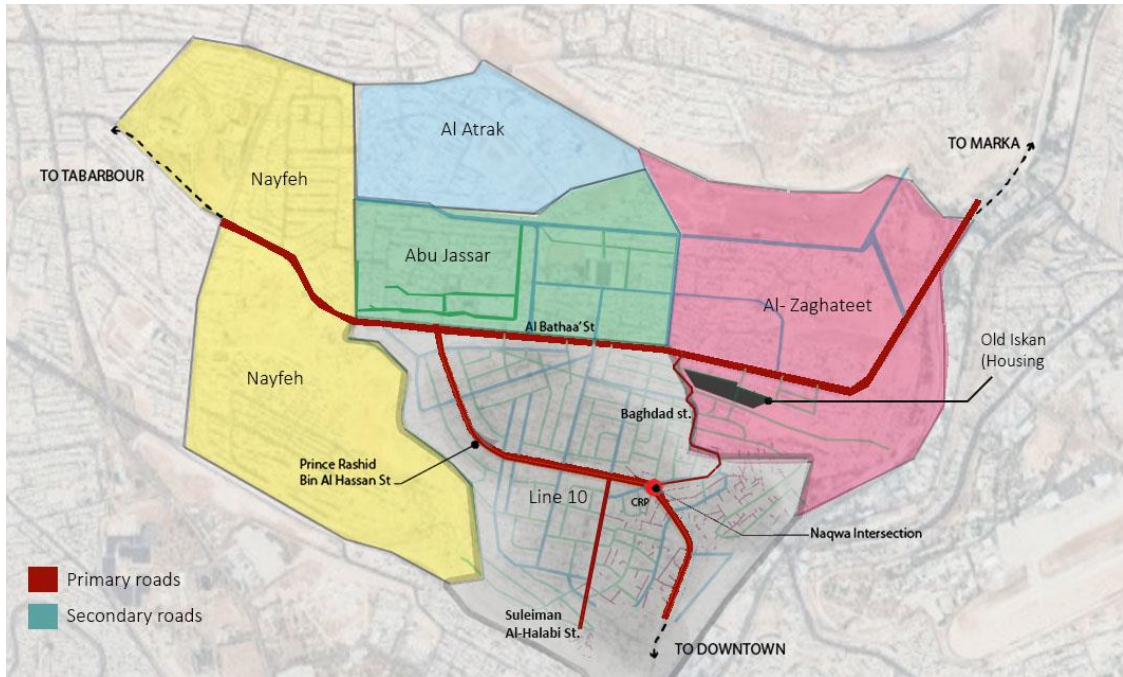 Al Atrak
TO MARKA
TO TABARBOUR
Nayfeh
Abu Jassar
Al- Zaghateet
Al Bathaa' St
Old Iskan
(Housing
Nayfeh
Baghdad st.
Prince Rashid
Bin Al Hassan St
Line 10
CRP
Naqwa Intersection
Primary roads
Secondary roads
Suleiman
Al-Halabi St.
TO DOWNTOWN